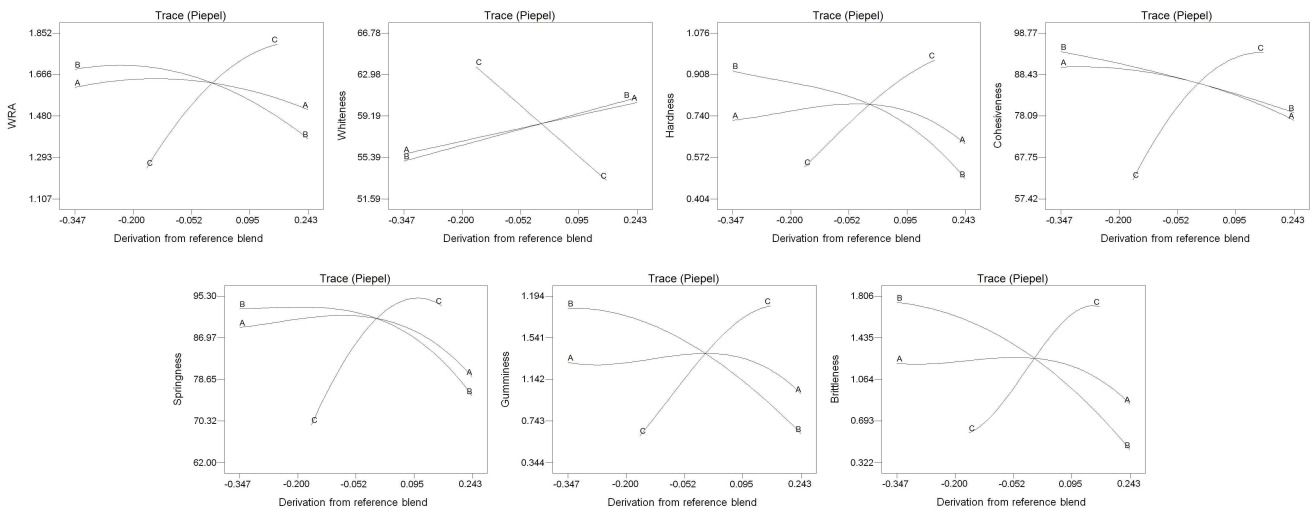 Trace (Piepel)
WRA
1.852
1.666
1.480
1.293
1.107
B
A
C
C
A
B
-0.347 -0.200 -0.052 0.095 0.243
Derivation from reference blend
Trace (Piepel)
Whiteness
66.78
62.98
59.19
55.39
51.59
C
A
B
B
A
C
-0.347 -0.200 -0.052 0.095 0.243
Derivation from reference blend
Trace (Piepel)
Hardness
1.076
0.908
0.740
0.572
0.404
B
A
C
C
A
B
-0.347 -0.200 -0.052 0.095 0.243
Derivation from reference blend
Trace (Piepel)
Cohesiveness
98.77
88.43
78.09
67.75
57.42
B
A
C
C
B
A
-0.347 -0.200 -0.052 0.095 0.243
Derivation from reference blend
Trace (Piepel)
Springness
95.30
86.97
78.65
70.32
62.00
B
A
C
C
A
B
-0.347 -0.200 -0.052 0.095 0.243
Derivation from reference blend
Trace (Piepel)
Gumminess
1.194
1.541
1.142
0.743
0.344
B
A
C
C
A
B
-0.347 -0.200 -0.052 0.095 0.243
Derivation from reference blend
Trace (Piepel)
Brittleness
1.806
1.435
1.064
0.693
0.322
B
A
C
C
A
B
-0.347 -0.200 -0.052 0.095 0.243
Derivation from reference blend